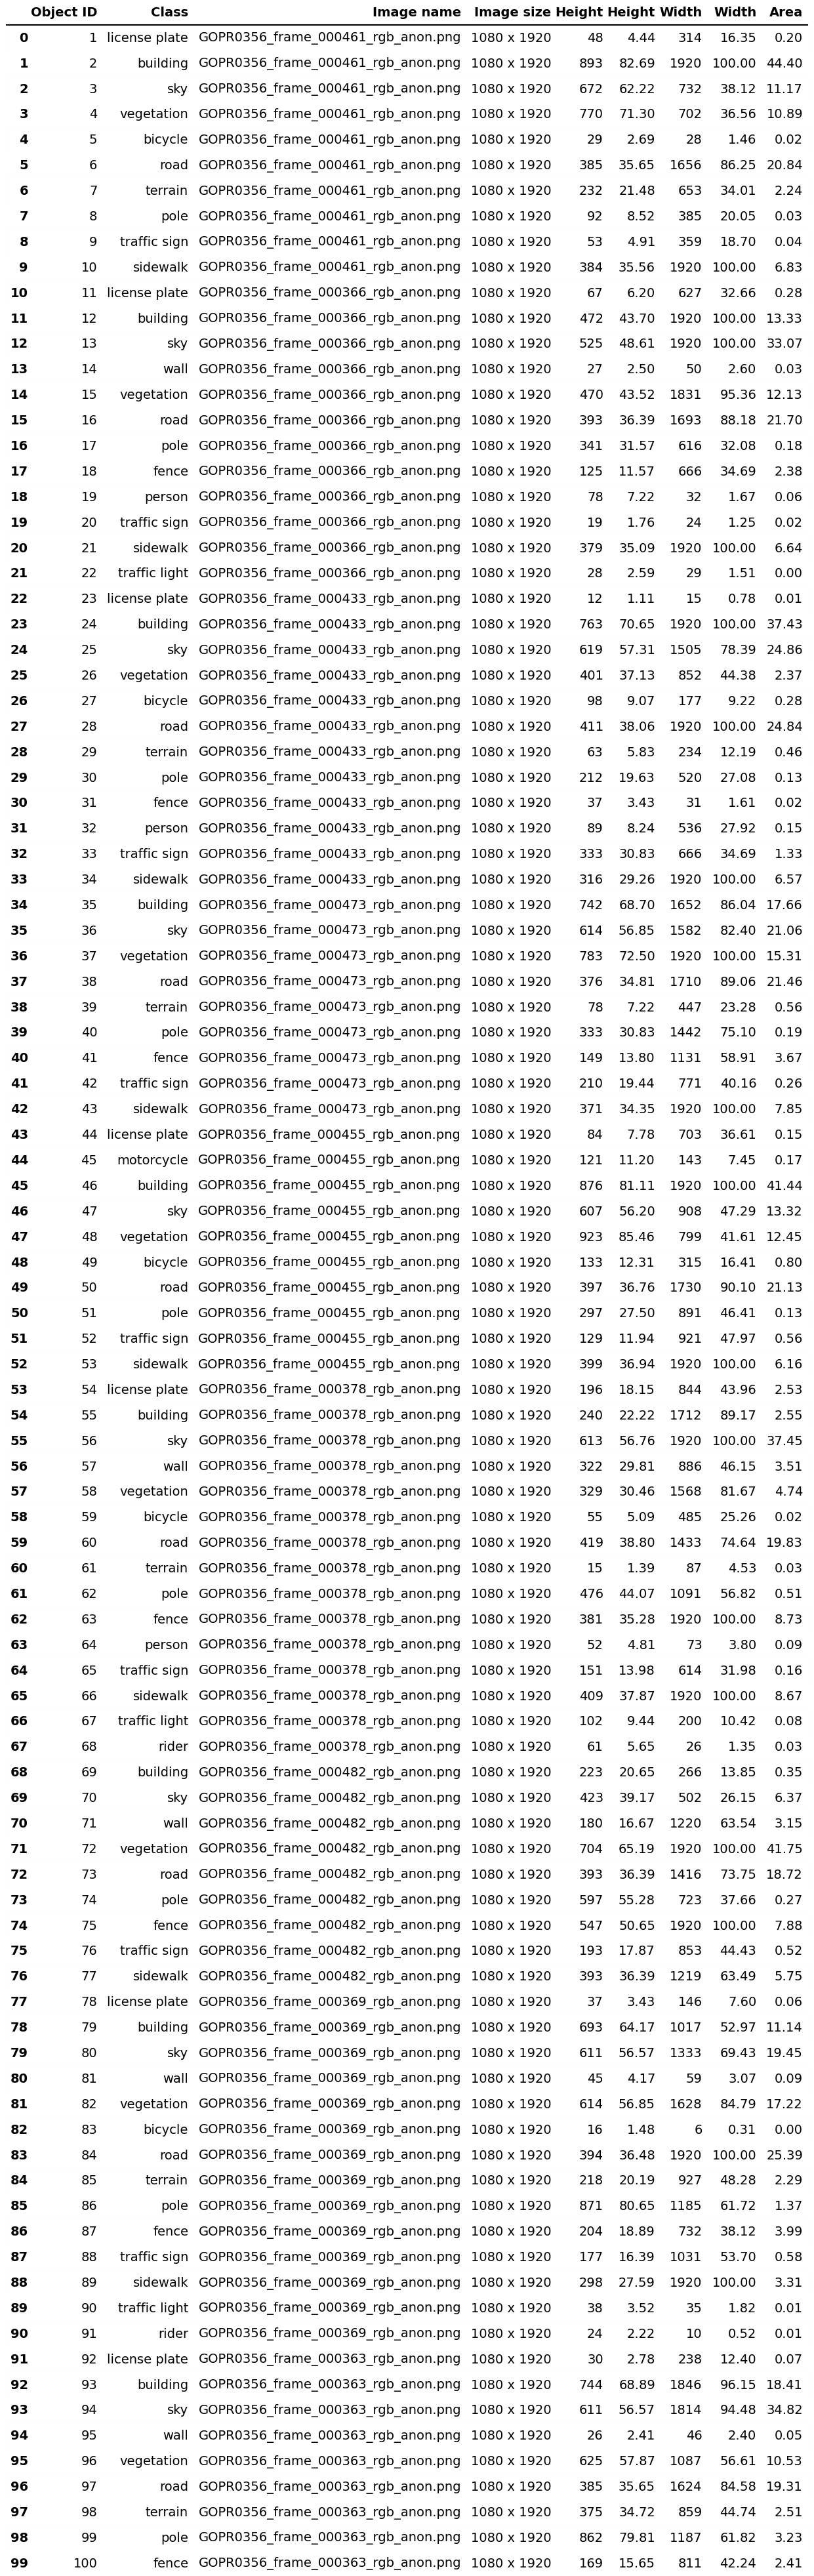 Object ID Class Image name Image size Height Height Width Width Area
0 1 license plate GOPR0356_frame_000461_rgb_anon.png 1080 x 1920 48 4.44 314 16.35 0.20
1 2 building GOPR0356_frame_000461_rgb_anon.png 1080 x 1920 893 82.69 1920 100.00 44.40
2 3 sky GOPR0356_frame_000461_rgb_anon.png 1080 x 1920 672 62.22 732 38.12 11.17
3 4 vegetation GOPR0356_frame_000461_rgb_anon.png 1080 x 1920 770 71.30 702 36.56 10.89
4 5 bicycle GOPR0356_frame_000461_rgb_anon.png 1080 x 1920 29 2.69 28 1.46 0.02
5 6 road GOPR0356_frame_000461_rgb_anon.png 1080 x 1920 385 35.65 1656 86.25 20.84
6 7 terrain GOPR0356_frame_000461_rgb_anon.png 1080 x 1920 232 21.48 653 34.01 2.24
7 8 pole GOPR0356_frame_000461_rgb_anon.png 1080 x 1920 92 8.52 385 20.05 0.03
8 9 traffic sign GOPR0356_frame_000461_rgb_anon.png 1080 x 1920 53 4.91 359 18.70 0.04
9 10 sidewalk GOPR0356_frame_000461_rgb_anon.png 1080 x 1920 384 35.56 1920 100.00 6.83
10 11 license plate GOPR0356_frame_000366_rgb_anon.png 1080 x 1920 67 6.20 627 32.66 0.28
11 12 building GOPR0356_frame_000366_rgb_anon.png 1080 x 1920 472 43.70 1920 100.00 13.33
12 13 sky GOPR0356_frame_000366_rgb_anon.png 1080 x 1920 525 48.61 1920 100.00 33.07
13 14 wall GOPR0356_frame_000366_rgb_anon.png 1080 x 1920 27 2.50 50 2.60 0.03
14 15 vegetation GOPR0356_frame_000366_rgb_anon.png 1080 x 1920 470 43.52 1831 95.36 12.13
15 16 road GOPR0356_frame_000366_rgb_anon.png 1080 x 1920 393 36.39 1693 88.18 21.70
16 17 pole GOPR0356_frame_000366_rgb_anon.png 1080 x 1920 341 31.57 616 32.08 0.18
17 18 fence GOPR0356_frame_000366_rgb_anon.png 1080 x 1920 125 11.57 666 34.69 2.38
18 19 person GOPR0356_frame_000366_rgb_anon.png 1080 x 1920 78 7.22 32 1.67 0.06
19 20 traffic sign GOPR0356_frame_000366_rgb_anon.png 1080 x 1920 19 1.76 24 1.25 0.02
20 21 sidewalk GOPR0356_frame_000366_rgb_anon.png 1080 x 1920 379 35.09 1920 100.00 6.64
21 22 traffic light GOPR0356_frame_000366_rgb_anon.png 1080 x 1920 28 2.59 29 1.51 0.00
22 23 license plate GOPR0356_frame_000433_rgb_anon.png 1080 x 1920 12 1.11 15 0.78 0.01
23 24 building GOPR0356_frame_000433_rgb_anon.png 1080 x 1920 763 70.65 1920 100.00 37.43
24 25 sky GOPR0356_frame_000433_rgb_anon.png 1080 x 1920 619 57.31 1505 78.39 24.86
25 26 vegetation GOPR0356_frame_000433_rgb_anon.png 1080 x 1920 401 37.13 852 44.38 2.37
26 27 bicycle GOPR0356_frame_000433_rgb_anon.png 1080 x 1920 98 9.07 177 9.22 0.28
27 28 road GOPR0356_frame_000433_rgb_anon.png 1080 x 1920 411 38.06 1920 100.00 24.84
28 29 terrain GOPR0356_frame_000433_rgb_anon.png 1080 x 1920 63 5.83 234 12.19 0.46
29 30 pole GOPR0356_frame_000433_rgb_anon.png 1080 x 1920 212 19.63 520 27.08 0.13
30 31 fence GOPR0356_frame_000433_rgb_anon.png 1080 x 1920 37 3.43 31 1.61 0.02
31 32 person GOPR0356_frame_000433_rgb_anon.png 1080 x 1920 89 8.24 536 27.92 0.15
32 33 traffic sign GOPR0356_frame_000433_rgb_anon.png 1080 x 1920 333 30.83 666 34.69 1.33
33 34 sidewalk GOPR0356_frame_000433_rgb_anon.png 1080 x 1920 316 29.26 1920 100.00 6.57
34 35 building GOPR0356_frame_000473_rgb_anon.png 1080 x 1920 742 68.70 1652 86.04 17.66
35 36 sky GOPR0356_frame_000473_rgb_anon.png 1080 x 1920 614 56.85 1582 82.40 21.06
36 37 vegetation GOPR0356_frame_000473_rgb_anon.png 1080 x 1920 783 72.50 1920 100.00 15.31
37 38 road GOPR0356_frame_000473_rgb_anon.png 1080 x 1920 376 34.81 1710 89.06 21.46
38 39 terrain GOPR0356_frame_000473_rgb_anon.png 1080 x 1920 78 7.22 447 23.28 0.56
39 40 pole GOPR0356_frame_000473_rgb_anon.png 1080 x 1920 333 30.83 1442 75.10 0.19
40 41 fence GOPR0356_frame_000473_rgb_anon.png 1080 x 1920 149 13.80 1131 58.91 3.67
41 42 traffic sign GOPR0356_frame_000473_rgb_anon.png 1080 x 1920 210 19.44 771 40.16 0.26
42 43 sidewalk GOPR0356_frame_000473_rgb_anon.png 1080 x 1920 371 34.35 1920 100.00 7.85
43 44 license plate GOPR0356_frame_000455_rgb_anon.png 1080 x 1920 84 7.78 703 36.61 0.15
44 45 motorcycle GOPR0356_frame_000455_rgb_anon.png 1080 x 1920 121 11.20 143 7.45 0.17
45 46 building GOPR0356_frame_000455_rgb_anon.png 1080 x 1920 876 81.11 1920 100.00 41.44
46 47 sky GOPR0356_frame_000455_rgb_anon.png 1080 x 1920 607 56.20 908 47.29 13.32
47 48 vegetation GOPR0356_frame_000455_rgb_anon.png 1080 x 1920 923 85.46 799 41.61 12.45
48 49 bicycle GOPR0356_frame_000455_rgb_anon.png 1080 x 1920 133 12.31 315 16.41 0.80
49 50 road GOPR0356_frame_000455_rgb_anon.png 1080 x 1920 397 36.76 1730 90.10 21.13
50 51 pole GOPR0356_frame_000455_rgb_anon.png 1080 x 1920 297 27.50 891 46.41 0.13
51 52 traffic sign GOPR0356_frame_000455_rgb_anon.png 1080 x 1920 129 11.94 921 47.97 0.56
52 53 sidewalk GOPR0356_frame_000455_rgb_anon.png 1080 x 1920 399 36.94 1920 100.00 6.16
53 54 license plate GOPR0356_frame_000378_rgb_anon.png 1080 x 1920 196 18.15 844 43.96 2.53
54 55 building GOPR0356_frame_000378_rgb_anon.png 1080 x 1920 240 22.22 1712 89.17 2.55
55 56 sky GOPR0356_frame_000378_rgb_anon.png 1080 x 1920 613 56.76 1920 100.00 37.45
56 57 wall GOPR0356_frame_000378_rgb_anon.png 1080 x 1920 322 29.81 886 46.15 3.51
57 58 vegetation GOPR0356_frame_000378_rgb_anon.png 1080 x 1920 329 30.46 1568 81.67 4.74
58 59 bicycle GOPR0356_frame_000378_rgb_anon.png 1080 x 1920 55 5.09 485 25.26 0.02
59 60 road GOPR0356_frame_000378_rgb_anon.png 1080 x 1920 419 38.80 1433 74.64 19.83
60 61 terrain GOPR0356_frame_000378_rgb_anon.png 1080 x 1920 15 1.39 87 4.53 0.03
61 62 pole GOPR0356_frame_000378_rgb_anon.png 1080 x 1920 476 44.07 1091 56.82 0.51
62 63 fence GOPR0356_frame_000378_rgb_anon.png 1080 x 1920 381 35.28 1920 100.00 8.73
63 64 person GOPR0356_frame_000378_rgb_anon.png 1080 x 1920 52 4.81 73 3.80 0.09
64 65 traffic sign GOPR0356_frame_000378_rgb_anon.png 1080 x 1920 151 13.98 614 31.98 0.16
65 66 sidewalk GOPR0356_frame_000378_rgb_anon.png 1080 x 1920 409 37.87 1920 100.00 8.67
66 67 traffic light GOPR0356_frame_000378_rgb_anon.png 1080 x 1920 102 9.44 200 10.42 0.08
67 68 rider GOPR0356_frame_000378_rgb_anon.png 1080 x 1920 61 5.65 26 1.35 0.03
68 69 building GOPR0356_frame_000482_rgb_anon.png 1080 x 1920 223 20.65 266 13.85 0.35
69 70 sky GOPR0356_frame_000482_rgb_anon.png 1080 x 1920 423 39.17 502 26.15 6.37
70 71 wall GOPR0356_frame_000482_rgb_anon.png 1080 x 1920 180 16.67 1220 63.54 3.15
71 72 vegetation GOPR0356_frame_000482_rgb_anon.png 1080 x 1920 704 65.19 1920 100.00 41.75
72 73 road GOPR0356_frame_000482_rgb_anon.png 1080 x 1920 393 36.39 1416 73.75 18.72
73 74 pole GOPR0356_frame_000482_rgb_anon.png 1080 x 1920 597 55.28 723 37.66 0.27
74 75 fence GOPR0356_frame_000482_rgb_anon.png 1080 x 1920 547 50.65 1920 100.00 7.88
75 76 traffic sign GOPR0356_frame_000482_rgb_anon.png 1080 x 1920 193 17.87 853 44.43 0.52
76 77 sidewalk GOPR0356_frame_000482_rgb_anon.png 1080 x 1920 393 36.39 1219 63.49 5.75
77 78 license plate GOPR0356_frame_000369_rgb_anon.png 1080 x 1920 37 3.43 146 7.60 0.06
78 79 building GOPR0356_frame_000369_rgb_anon.png 1080 x 1920 693 64.17 1017 52.97 11.14
79 80 sky GOPR0356_frame_000369_rgb_anon.png 1080 x 1920 611 56.57 1333 69.43 19.45
80 81 wall GOPR0356_frame_000369_rgb_anon.png 1080 x 1920 45 4.17 59 3.07 0.09
81 82 vegetation GOPR0356_frame_000369_rgb_anon.png 1080 x 1920 614 56.85 1628 84.79 17.22
82 83 bicycle GOPR0356_frame_000369_rgb_anon.png 1080 x 1920 16 1.48 6 0.31 0.00
83 84 road GOPR0356_frame_000369_rgb_anon.png 1080 x 1920 394 36.48 1920 100.00 25.39
84 85 terrain GOPR0356_frame_000369_rgb_anon.png 1080 x 1920 218 20.19 927 48.28 2.29
85 86 pole GOPR0356_frame_000369_rgb_anon.png 1080 x 1920 871 80.65 1185 61.72 1.37
86 87 fence GOPR0356_frame_000369_rgb_anon.png 1080 x 1920 204 18.89 732 38.12 3.99
87 88 traffic sign GOPR0356_frame_000369_rgb_anon.png 1080 x 1920 177 16.39 1031 53.70 0.58
88 89 sidewalk GOPR0356_frame_000369_rgb_anon.png 1080 x 1920 298 27.59 1920 100.00 3.31
89 90 traffic light GOPR0356_frame_000369_rgb_anon.png 1080 x 1920 38 3.52 35 1.82 0.01
90 91 rider GOPR0356_frame_000369_rgb_anon.png 1080 x 1920 24 2.22 10 0.52 0.01
91 92 license plate GOPR0356_frame_000363_rgb_anon.png 1080 x 1920 30 2.78 238 12.40 0.07
92 93 building GOPR0356_frame_000363_rgb_anon.png 1080 x 1920 744 68.89 1846 96.15 18.41
93 94 sky GOPR0356_frame_000363_rgb_anon.png 1080 x 1920 611 56.57 1814 94.48 34.82
94 95 wall GOPR0356_frame_000363_rgb_anon.png 1080 x 1920 26 2.41 46 2.40 0.05
95 96 vegetation GOPR0356_frame_000363_rgb_anon.png 1080 x 1920 625 57.87 1087 56.61 10.53
96 97 road GOPR0356_frame_000363_rgb_anon.png 1080 x 1920 385 35.65 1624 84.58 19.31
97 98 terrain GOPR0356_frame_000363_rgb_anon.png 1080 x 1920 375 34.72 859 44.74 2.51
98 99 pole GOPR0356_frame_000363_rgb_anon.png 1080 x 1920 862 79.81 1187 61.82 3.23
99 100 fence GOPR0356_frame_000363_rgb_anon.png 1080 x 1920 169 15.65 811 42.24 2.41